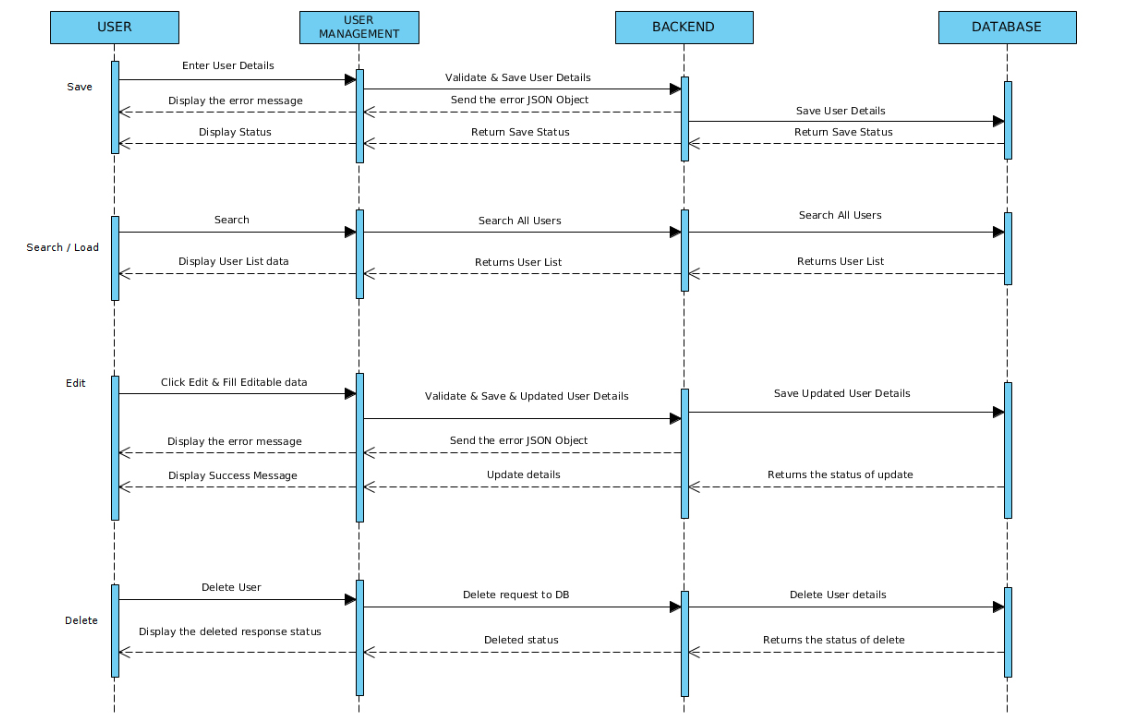 USER
USER
MANAGEMENT
BACKEND
DATABASE
Save
Enter User Details
Validate & Save User Details
Display the error message
Send the error JSON Object
Save User Details
Display Status
Return Save Status
Return Save Status
Search / Load
Search
Search All Users
Search All Users
Display User List data
Returns User List
Returns User List
Edit
Click Edit & Fill Editable data
Validate & Save & Updated User Details
Save Updated User Details
Display the error message
Send the error JSON Object
Display Success Message
Update details
Returns the status of update
Delete
Delete User
Delete request to DB
Delete User details
Display the deleted response status
Deleted status
Returns the status of delete